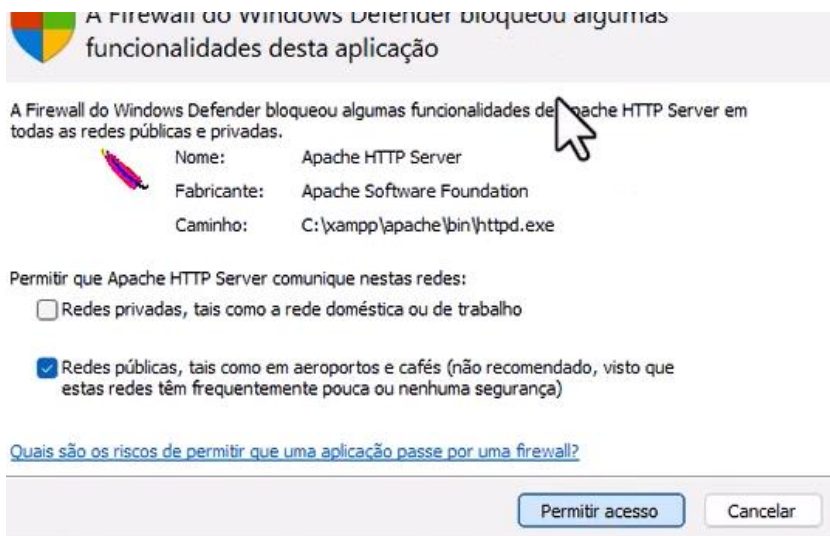 A Firewall do Windows Defender bloqueou algumas
funcionalidades desta aplicação
A Firewall do Windows Defender bloqueou algumas funcionalidades de Apache HTTP Server em
todas as redes públicas e privadas.
Nome: Apache HTTP Server
Fabricante: Apache Software Foundation
Caminho: C:\xampp\apache\bin\httpd.exe
Permitir que Apache HTTP Server comunique nestas redes:
Redes privadas, tais como a rede doméstica ou de trabalho
Redes públicas, tais como em aeroportos e cafés (não recomendado, visto que
estas redes têm frequentemente pouca ou nenhuma segurança)
Quais são os riscos de permitir que uma aplicação passe por uma firewall?
Permitir acesso Cancelar